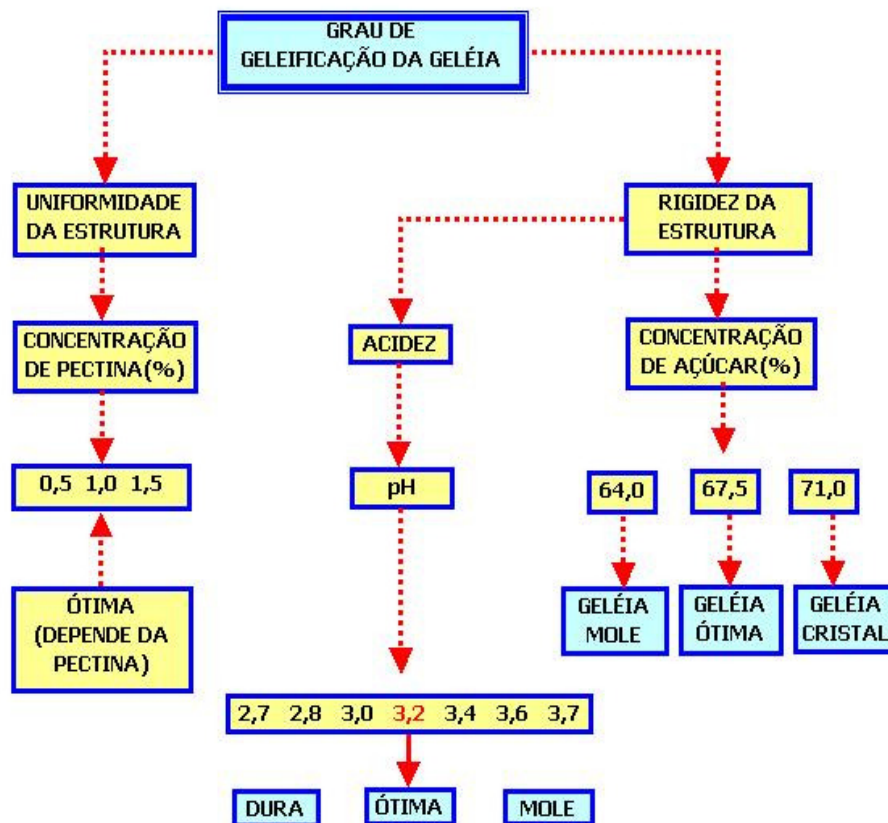 GRAU DE
GELEIFICAÇÃO DA GELÉIA
UNIFORMIDADE
DA ESTRUTURA
RIGIDEZ DA
ESTRUTURA
CONCENTRAÇÃO
DE PECTINA(%)
ACIDEZ
CONCENTRAÇÃO
DE AÇÚCAR(%)
0,5 1,0 1,5
pH
64,0
67,5
71,0
ÓTIMA
(DEPENDE DA
PECTINA)
GELÉIA
MOLE
GELÉIA
ÓTIMA
GELÉIA
CRISTAL
2,7 2,8 3,0 3,2 3,4 3,6 3,7
DURA
ÓTIMA
MOLE